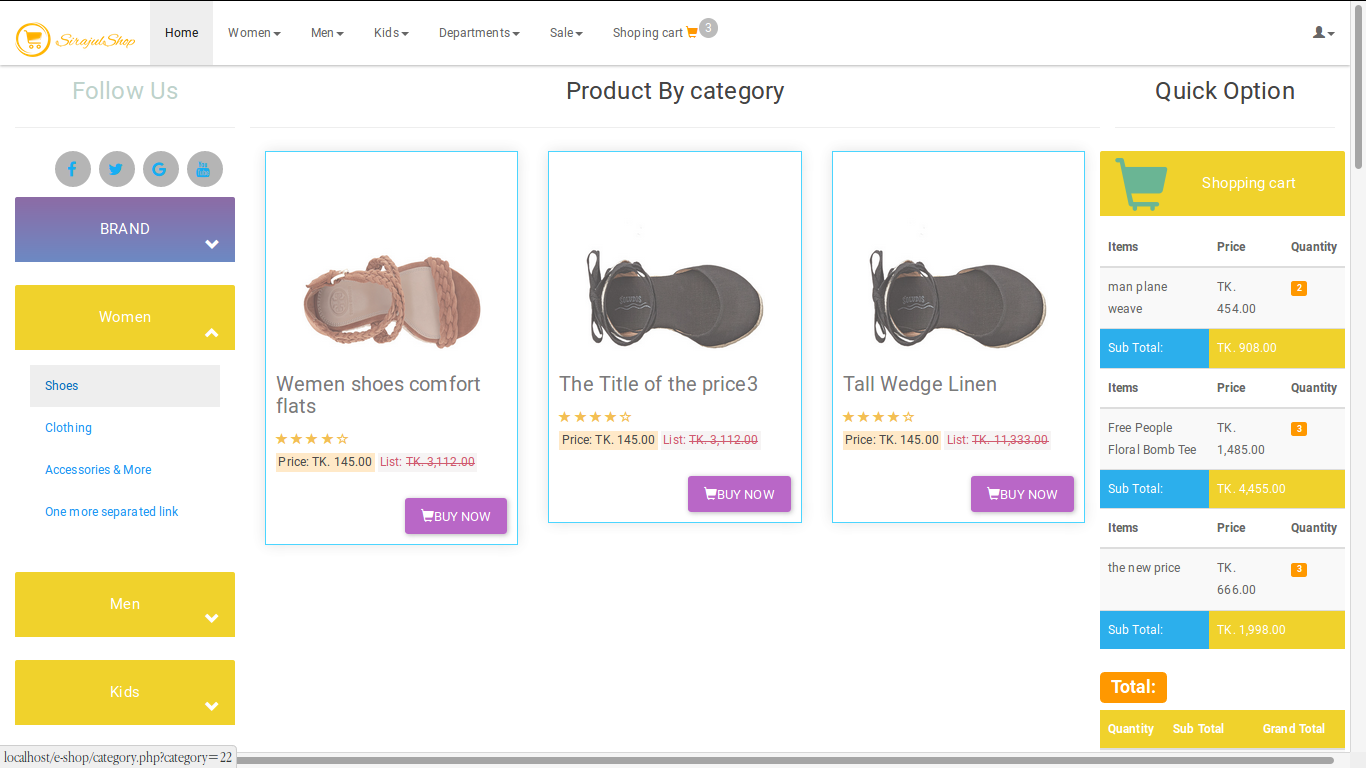 SirajulShop
Home
Women
Men
Kids
Departments
Sale
Shoping cart 3
Follow Us
Product By category
Quick Option
BRAND
Women
Shoes
Clothing
Accessories & More
One more separated link
Men
Kids
Wemen shoes comfort
flats
Price: TK. 145.00 List: TK. 3,112.00
BUY NOW
The Title of the price3
Price: TK. 145.00 List: TK. 3,112.00
BUY NOW
Tall Wedge Linen
Price: TK. 145.00 List: TK. 11,333.00
BUY NOW
Shopping cart
Items Price Quantity
man plane TK. 2
weave 454.00
Sub Total: TK. 908.00
Items Price Quantity
Free People TK. 3
Floral Bomb Tee 1,485.00
Sub Total: TK. 4,455.00
Items Price Quantity
the new price TK. 3
666.00
Sub Total: TK. 1,998.00
Total:
Quantity Sub Total Grand Total
localhost/e-shop/category.php?category=22